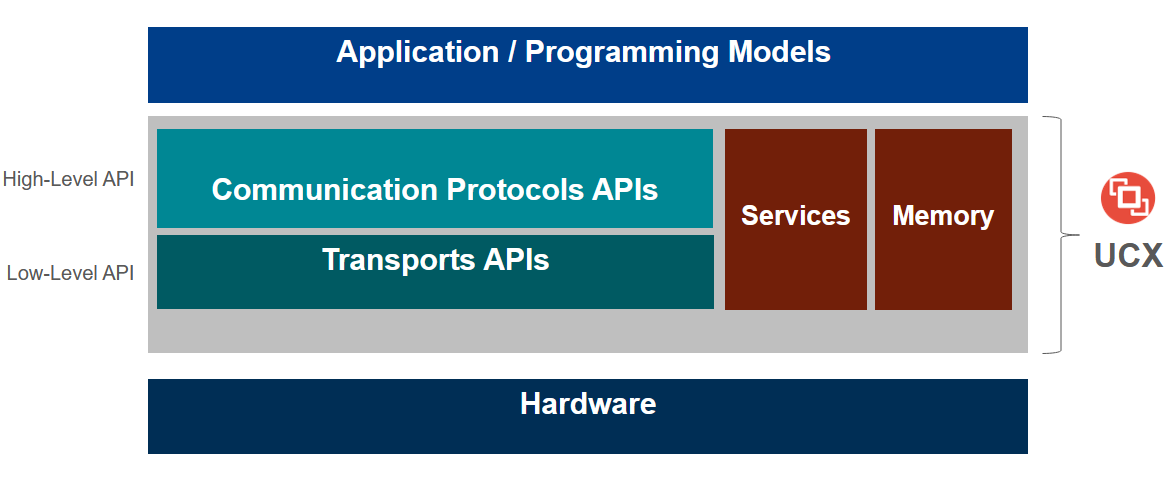 Application / Programming Models
High-Level API
Communication Protocols APIs
Services
Memory
Low-Level API
Transports APIs
UCX
Hardware